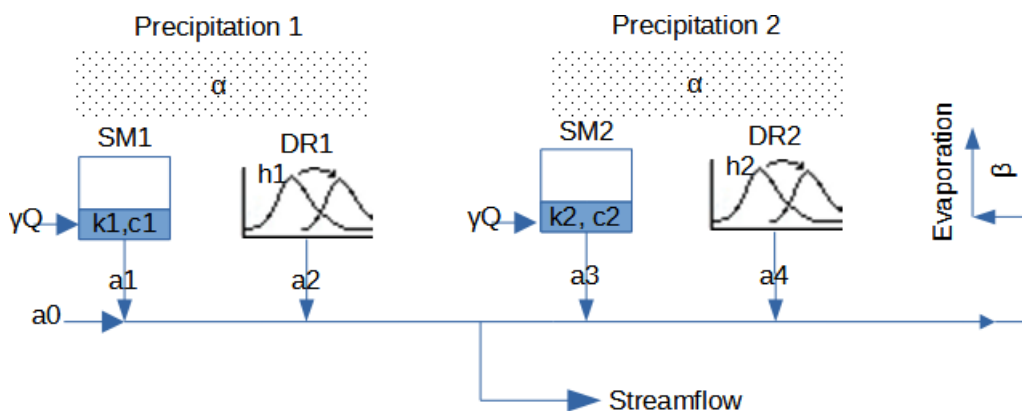 Precipitation 1
Precipitation 2
α
α
SM1
DR1
SM2
DR2
h1
h2
γQ
k1,c1
γQ
k2, c2
Evaporation
β
a1
a2
a3
a4
a0
Streamflow